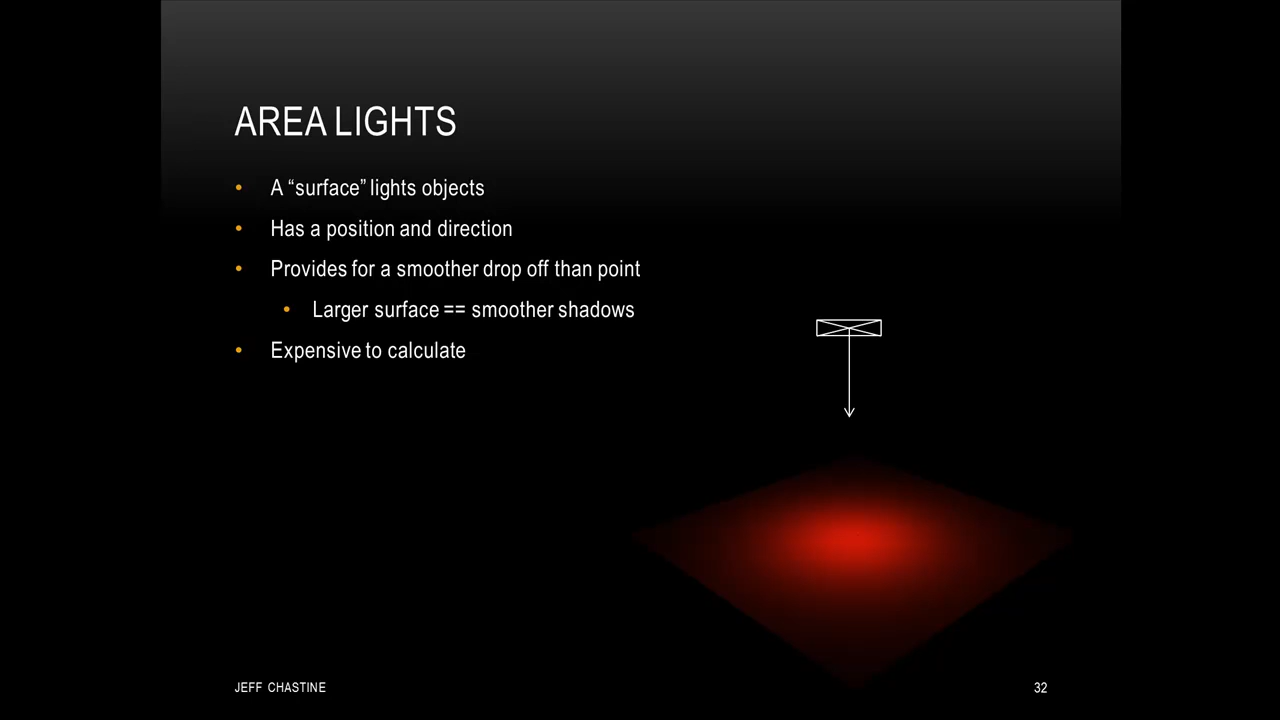 AREA LIGHTS
• A “surface” lights objects
• Has a position and direction
• Provides for a smoother drop off than point
• Larger surface == smoother shadows
• Expensive to calculate
JEFF CHASTINE
32